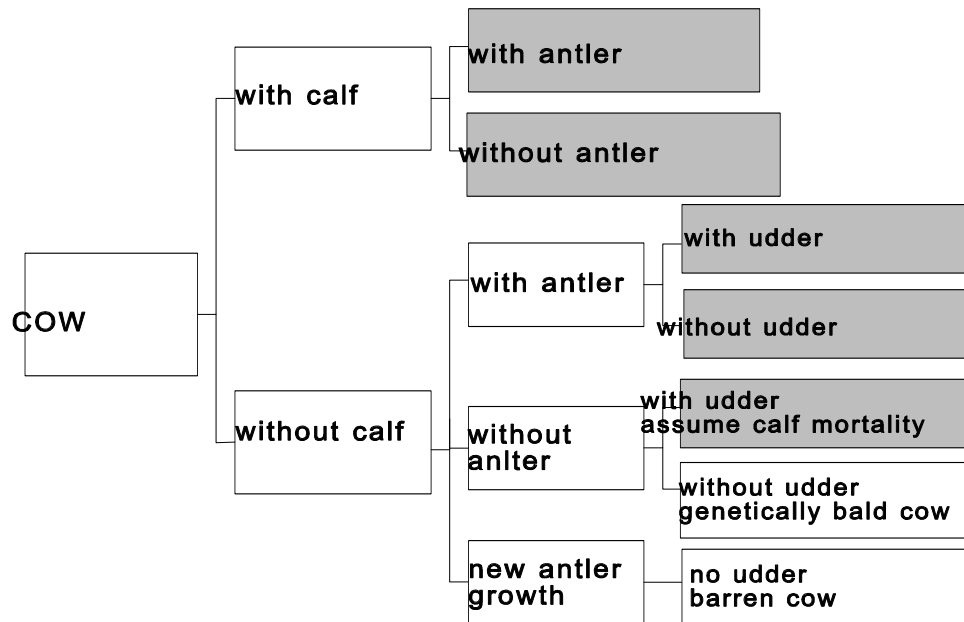 with antler
with calf
without antler
with udder
with antler
without udder
cow
with udder
assume calf mortality
without calf
without
anlter
without udder
genetically bald cow
new antler
growth
no udder
barren cow